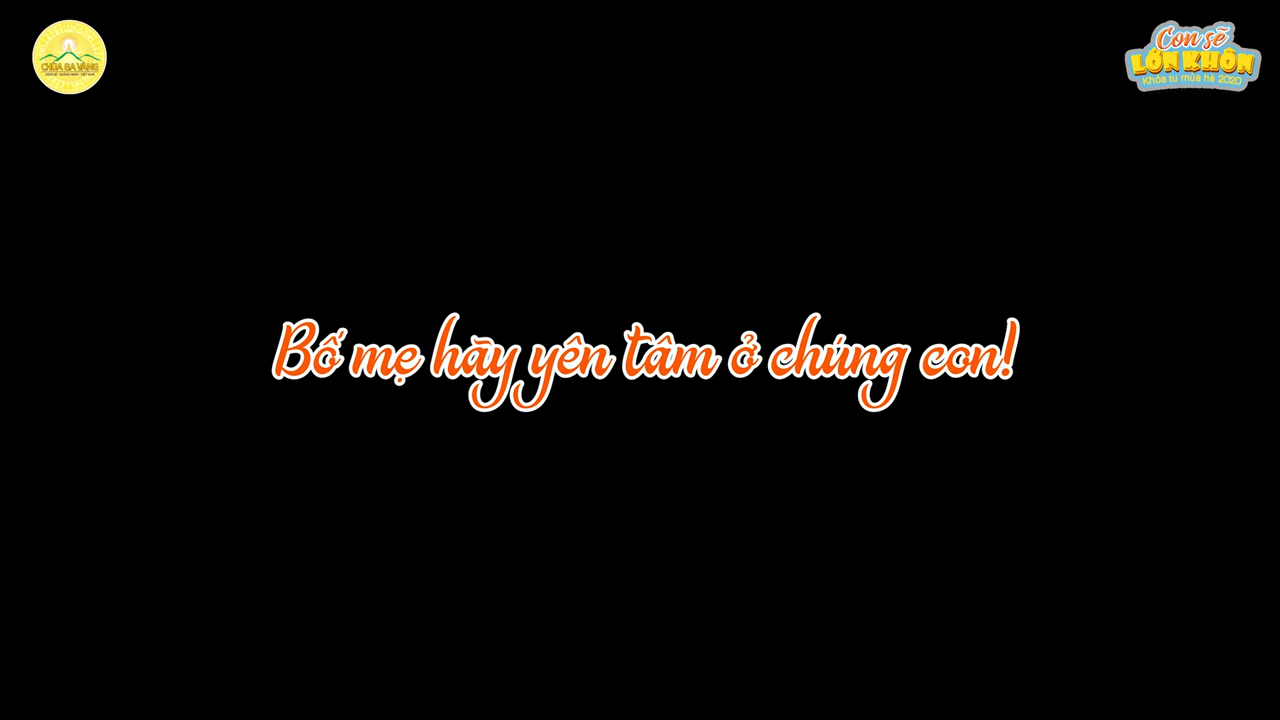 CHÙA BA VÀNG
Con sẽ
LỚN KHÔN
Khóa tu mùa hè 2020
Bố mẹ hãy yên tâm ở chúng con!